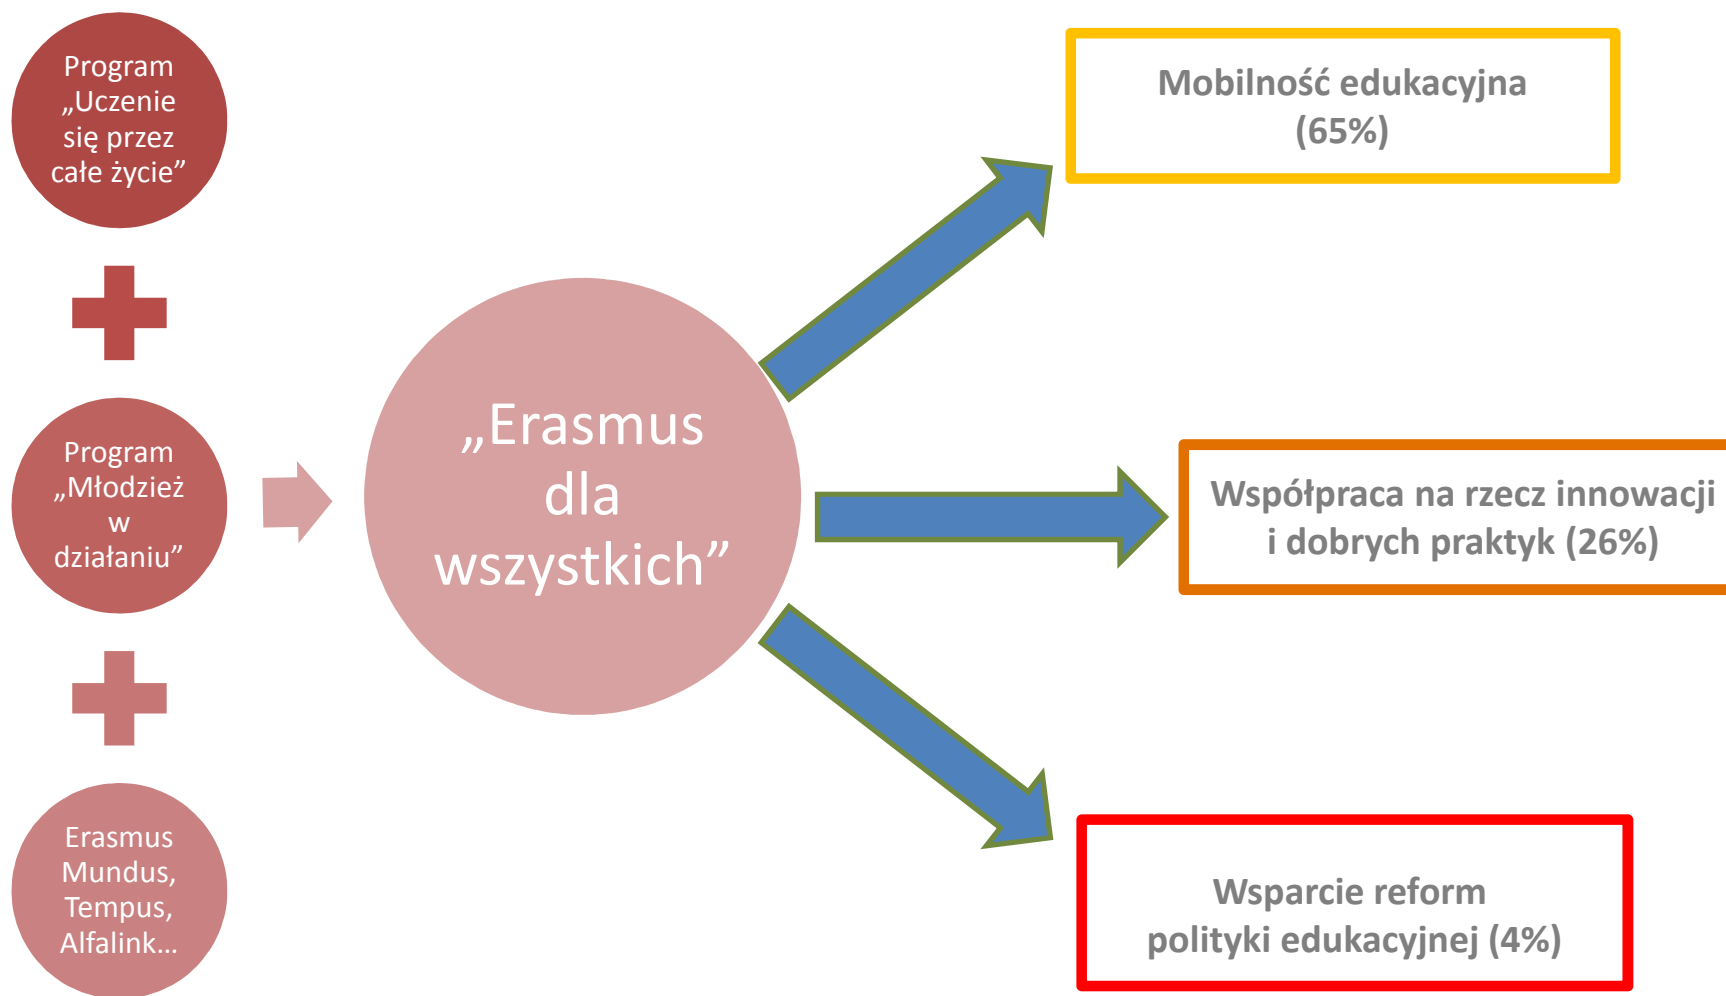 Program
„Uczenie
się przez
całe życie”
Program
„Młodzież
w
działaniu”
Erasmus
Mundus,
Tempus,
Alfalink…
„Erasmus
dla
wszystkich”
Mobilność edukacyjna
(65%)
Współpraca na rzecz innowacji
i dobrych praktyk (26%)
Wsparcie reform
polityki edukacyjnej (4%)